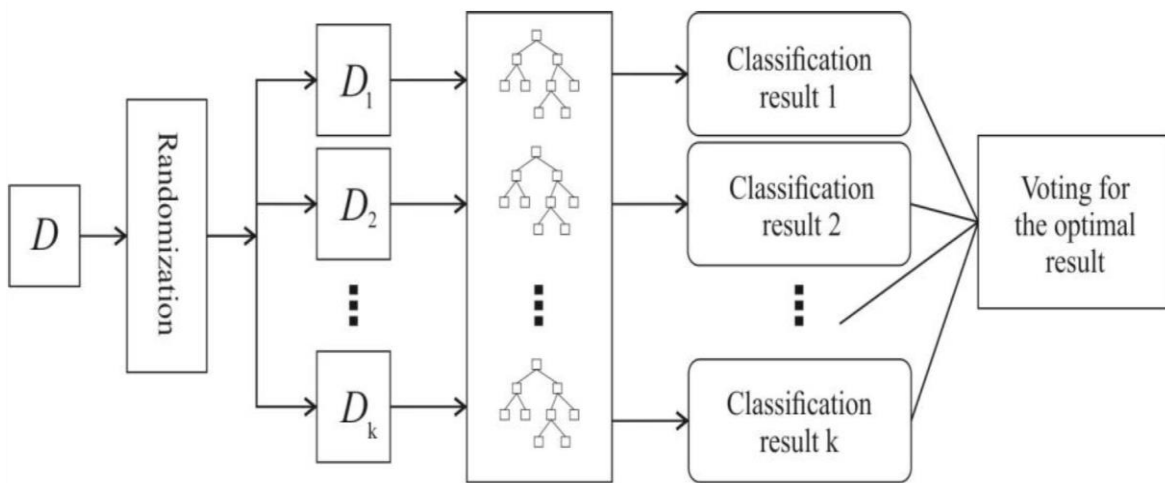 D
Randomization
D1
D2
Dk
Classification
result 1
Classification
result 2
Classification
result k
Voting for
the optimal
result